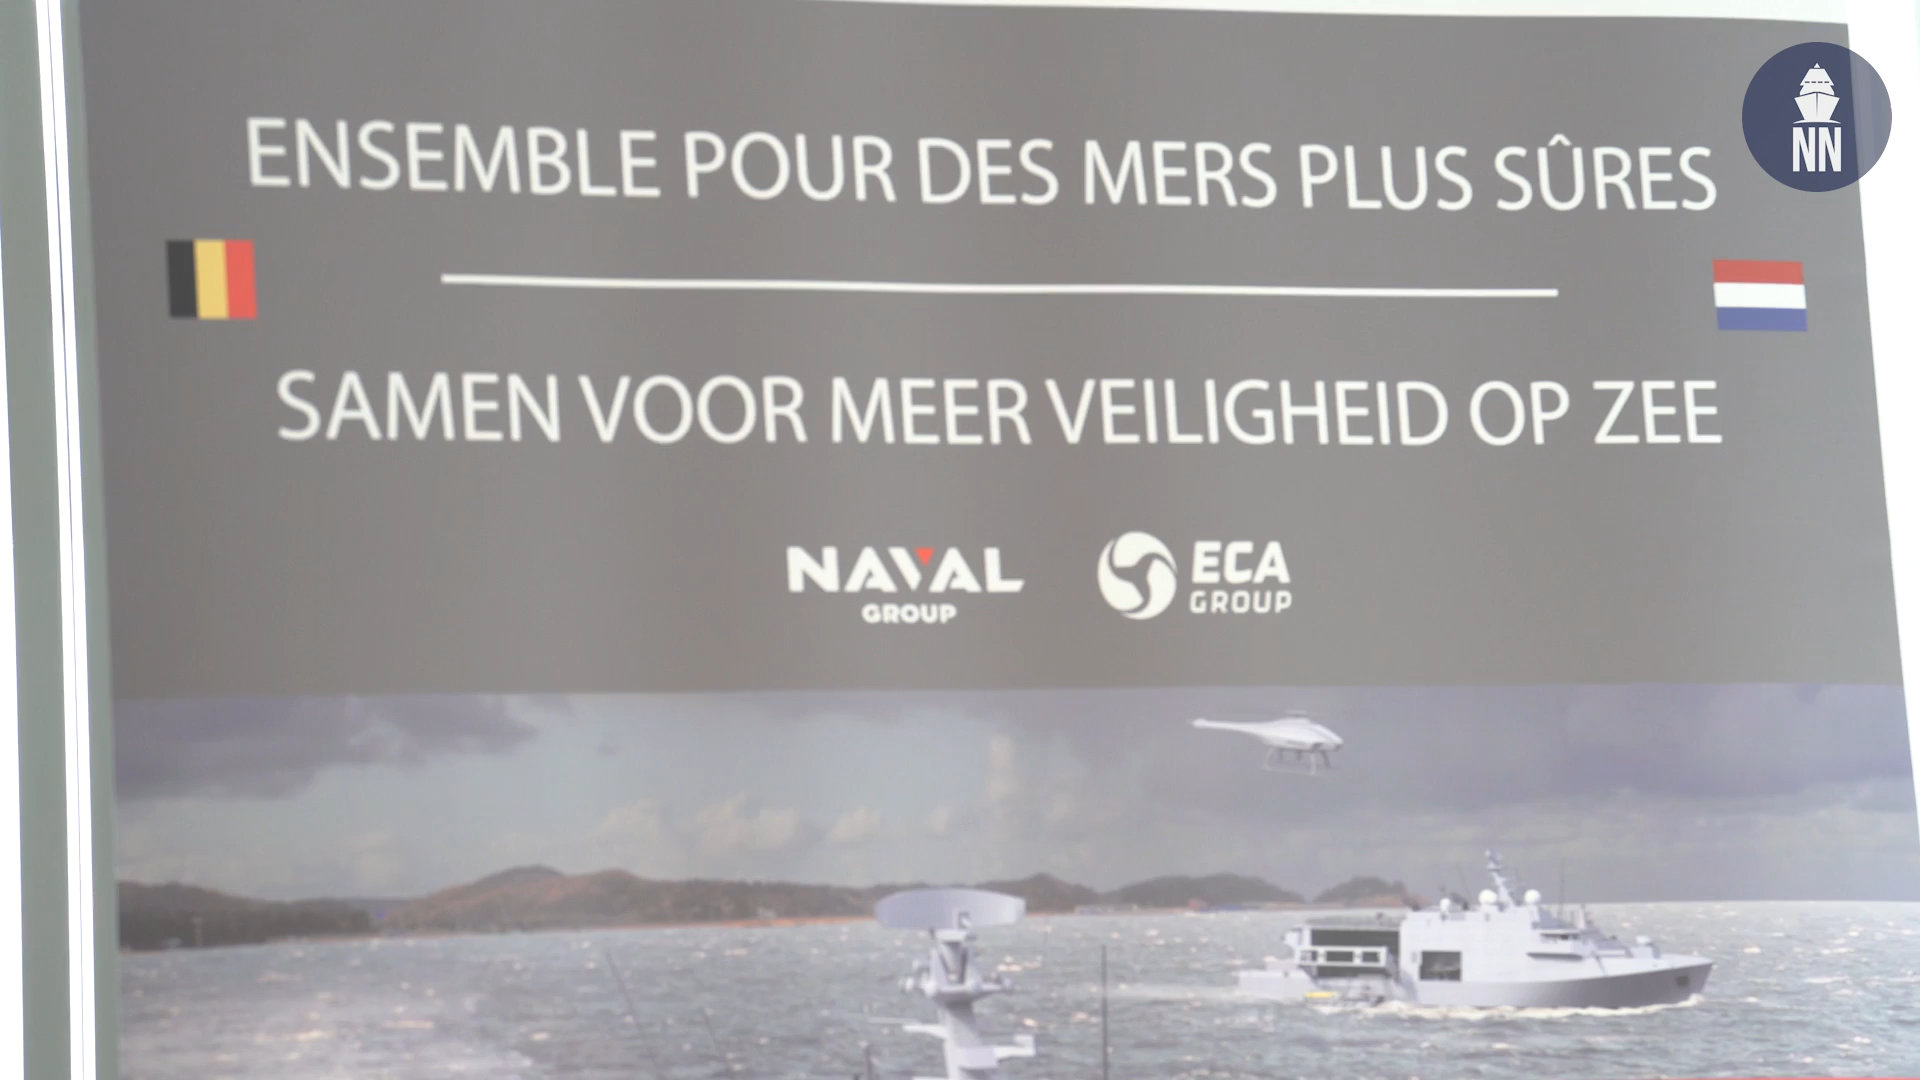 ENSEMBLE POUR DES MERS PLUS SÛRES
SAMEN VOOR MEER VEILIGHEID OP ZEE
NAVAL
GROUP
ECA
GROUP
NN